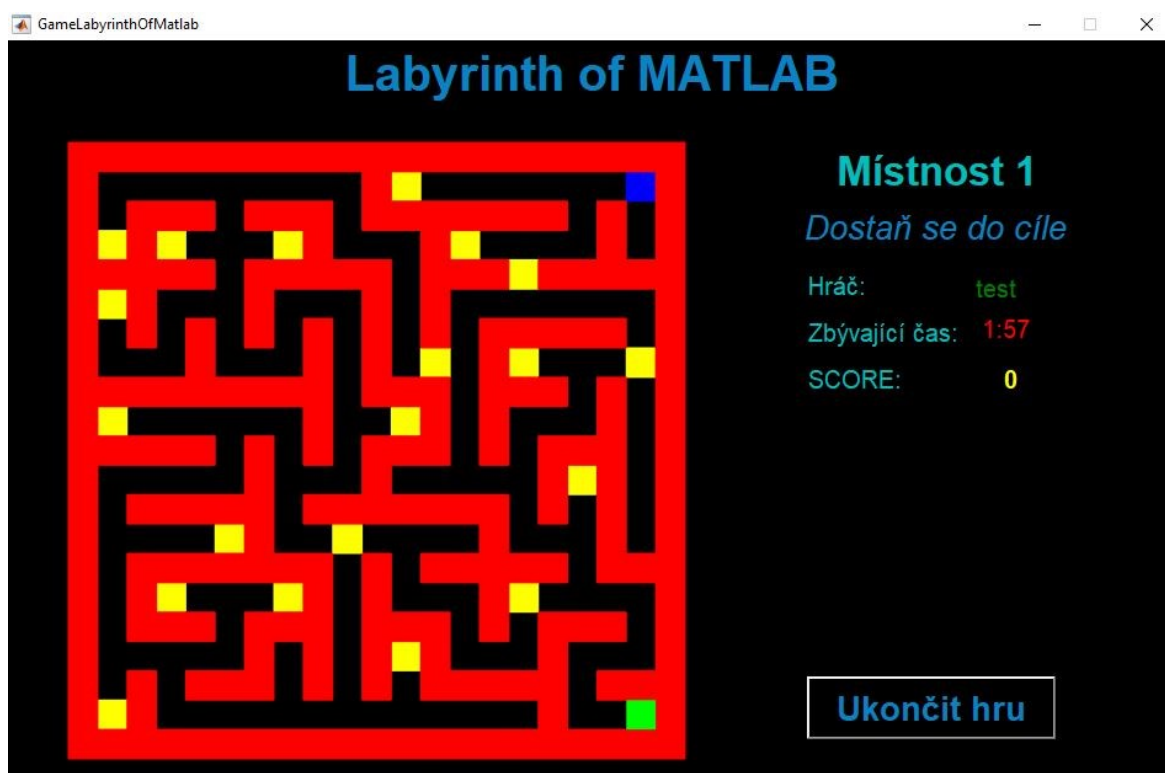 GameLabyrinthOfMatlab
Labyrinth of MATLAB
Místnost 1
Dostaň se do cíle
Hráč: test
Zbývající čas: 1:57
SCORE: 0
Ukončit hru